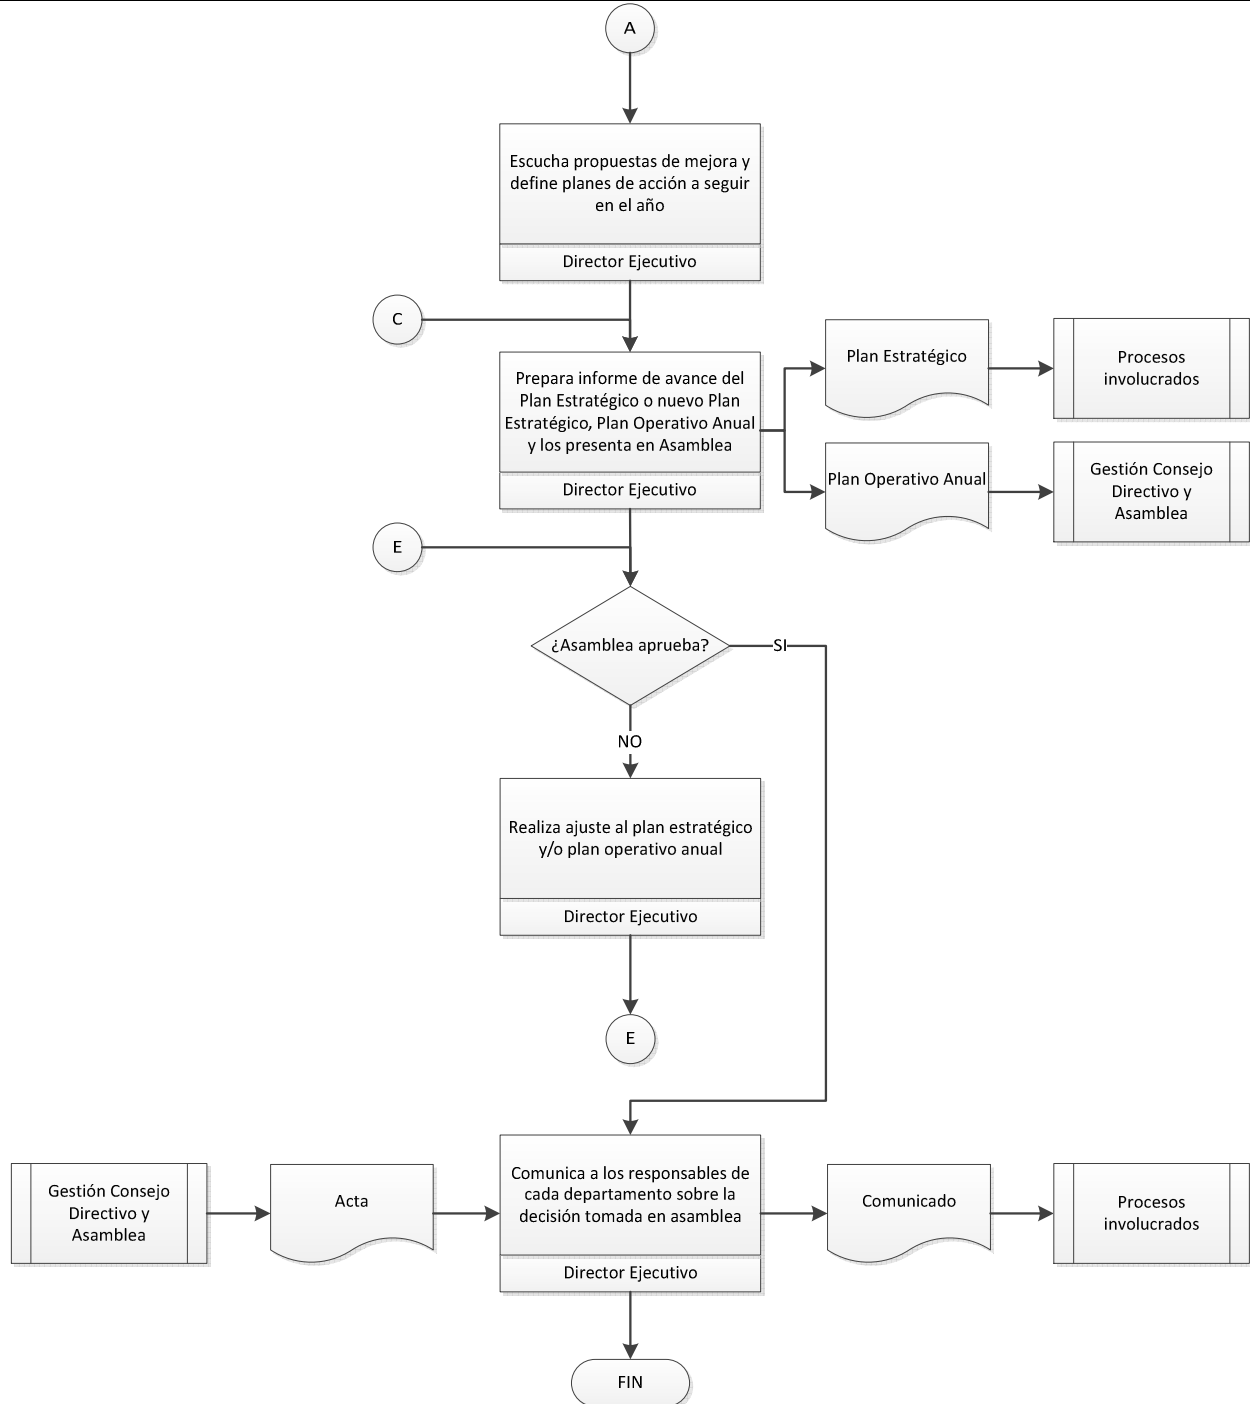 A
Escucha propuestas de mejora y
define planes de acción a seguir
en el año
Director Ejecutivo
C
Prepara informe de avance del
Plan Estratégico o nuevo Plan
Estratégico, Plan Operativo Anual
y los presenta en Asamblea
Director Ejecutivo
Plan Estratégico
Procesos
involucrados
Plan Operativo Anual
Gestión Consejo
Directivo y
Asamblea
E
¿Asamblea aprueba?
SI
NO
Realiza ajuste al plan estratégico
y/o plan operativo anual
Director Ejecutivo
E
Gestión Consejo
Directivo y
Asamblea
Acta
Comunica a los responsables de
cada departamento sobre la
decisión tomada en asamblea
Director Ejecutivo
Comunicado
Procesos
involucrados
FIN